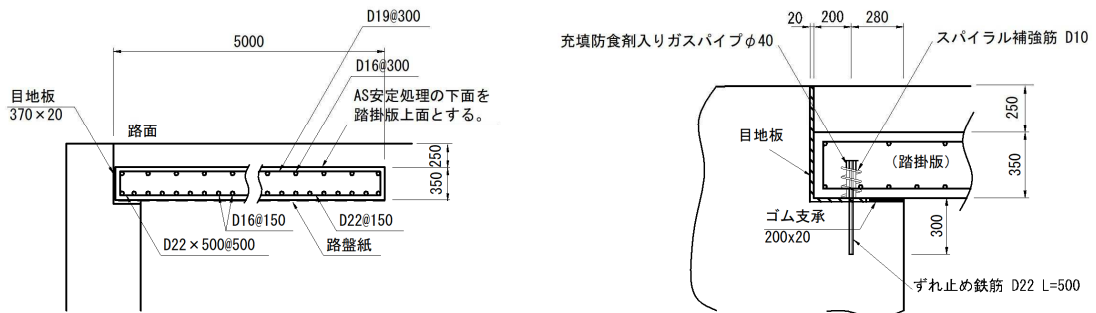 D19@300
5000
D16@300
AS安定処理の下面を
踏掛版上面とする。
目地板
370×20
路面
250
350
D16@150
D22@150
D22×500@500
路盤紙
20
200
280
充填防食剤入りガスパイプφ40
スパイラル補強筋 D10
目地板
250
(踏掛版)
350
ゴム支承
200x20
300
ずれ止め鉄筋 D22 L=500